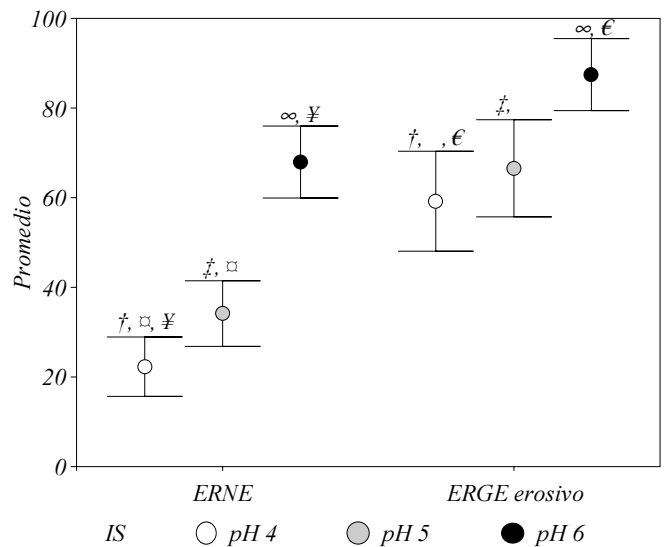 100
80
60
40
20
0
Promedio
∞, €
‡,
†, , €
∞, ¥
‡, ¤
†, ¤, ¥
ERNE ERGE erosivo
IS pH 4 pH 5 pH 6